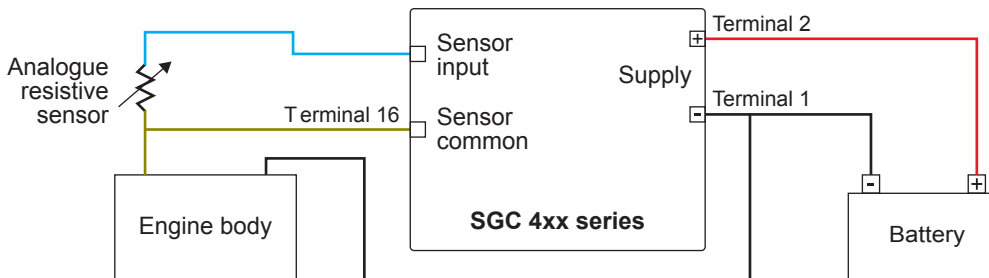 Terminal 2
Sensor
input
Analogue
resistive
sensor
+
Supply
Terminal 16
Sensor
common
Terminal 1
-
-
+
Engine body
SGC 4xx series
Battery